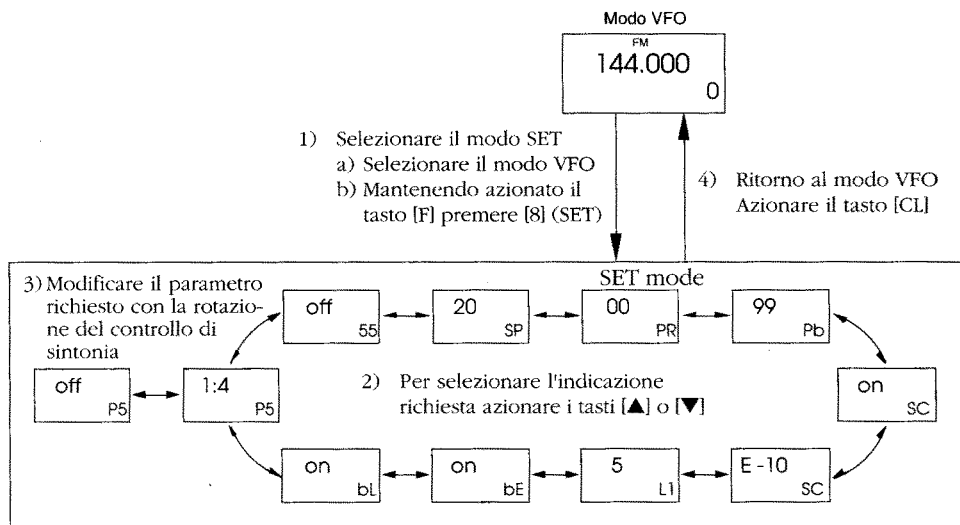 Modo VFO
FM
144.000
0
1) Selezionare il modo SET
a) Selezionare il modo VFO
b) Mantenendo azionato il
tasto [F] premere [8] (SET)
4) Ritorno al modo VFO
Azionare il tasto [CL]
SET mode
3) Modificare il parametro
richiesto con la rotazio-
ne del controllo di
sintonia
off
55
20
SP
00
PR
99
Pb
off
P5
1:4
P5
2) Per selezionare l'indicazione
richiesta azionare i tasti [▲] o [▼]
on
SC
on
bL
on
bE
5
L1
E-10
SC